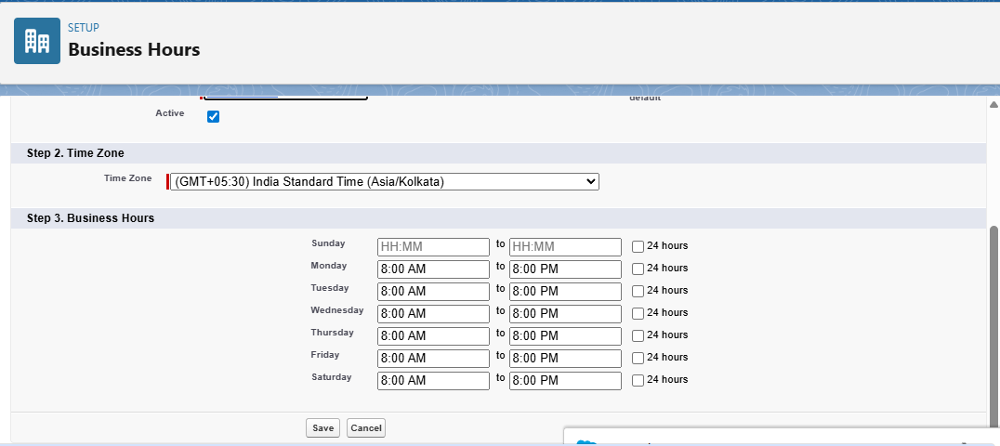 SETUP
Business Hours
default
Active
Step 2. Time Zone
Time Zone (GMT+05:30) India Standard Time (Asia/Kolkata)
Step 3. Business Hours
Sunday HH:MM to HH:MM 24 hours
Monday 8:00 AM to 8:00 PM 24 hours
Tuesday 8:00 AM to 8:00 PM 24 hours
Wednesday 8:00 AM to 8:00 PM 24 hours
Thursday 8:00 AM to 8:00 PM 24 hours
Friday 8:00 AM to 8:00 PM 24 hours
Saturday 8:00 AM to 8:00 PM 24 hours
Save Cancel